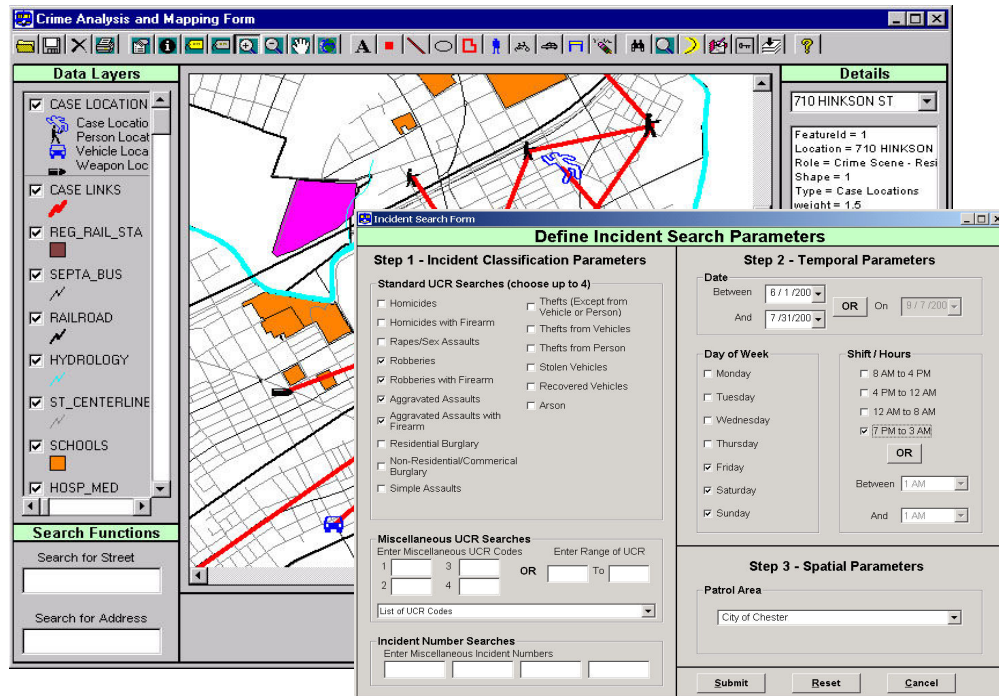 Crime Analysis and Mapping Form
Data Layers
CASE LOCATION
Case Locatio
Person Locat
Vehicle Loca
Weapon Loc
CASE LINKS
REG_RAIL_STA
SEPTA_BUS
RAILROAD
HYDROLOGY
ST_CENTERLINE
SCHOOLS
HOSP_MED
Search Functions
Search for Street
Search for Address
Details
710 HINKSON ST
FeatureId = 1
Location = 710 HINKSON
Role = Crime Scene - Resi
Shape = 1
Type = Case Locations
weight = 1.5
Incident Search Form
Define Incident Search Parameters
Step 1 - Incident Classification Parameters
Standard UCR Searches (choose up to 4)
Homicides
Homicides with Firearm
Rapes/Sex Assaults
Robberies
Robberies with Firearm
Aggravated Assaults
Aggravated Assaults with
Firearm
Residential Burglary
Non-Residential/Commerical
Burglary
Simple Assaults
Thefts (Except from
Vehicle or Person)
Thefts from Vehicles
Thefts from Person
Stolen Vehicles
Recovered Vehicles
Arson
Miscellaneous UCR Searches
Enter Miscellaneous UCR Codes
1
3
2
4
OR
Enter Range of UCR
To
List of UCR Codes
Incident Number Searches
Enter Miscellaneous Incident Numbers
Step 2 - Temporal Parameters
Date
Between 6 / 1 /200
And 7 /31/200
OR On 9 / 7 /200
Day of Week
Monday
Tuesday
Wednesday
Thursday
Friday
Saturday
Sunday
Shift / Hours
8 AM to 4 PM
4 PM to 12 AM
12 AM to 8 AM
7 PM to 3 AM
OR
Between 1 AM
And 1 AM
Step 3 - Spatial Parameters
Patrol Area
City of Chester
Submit Reset Cancel